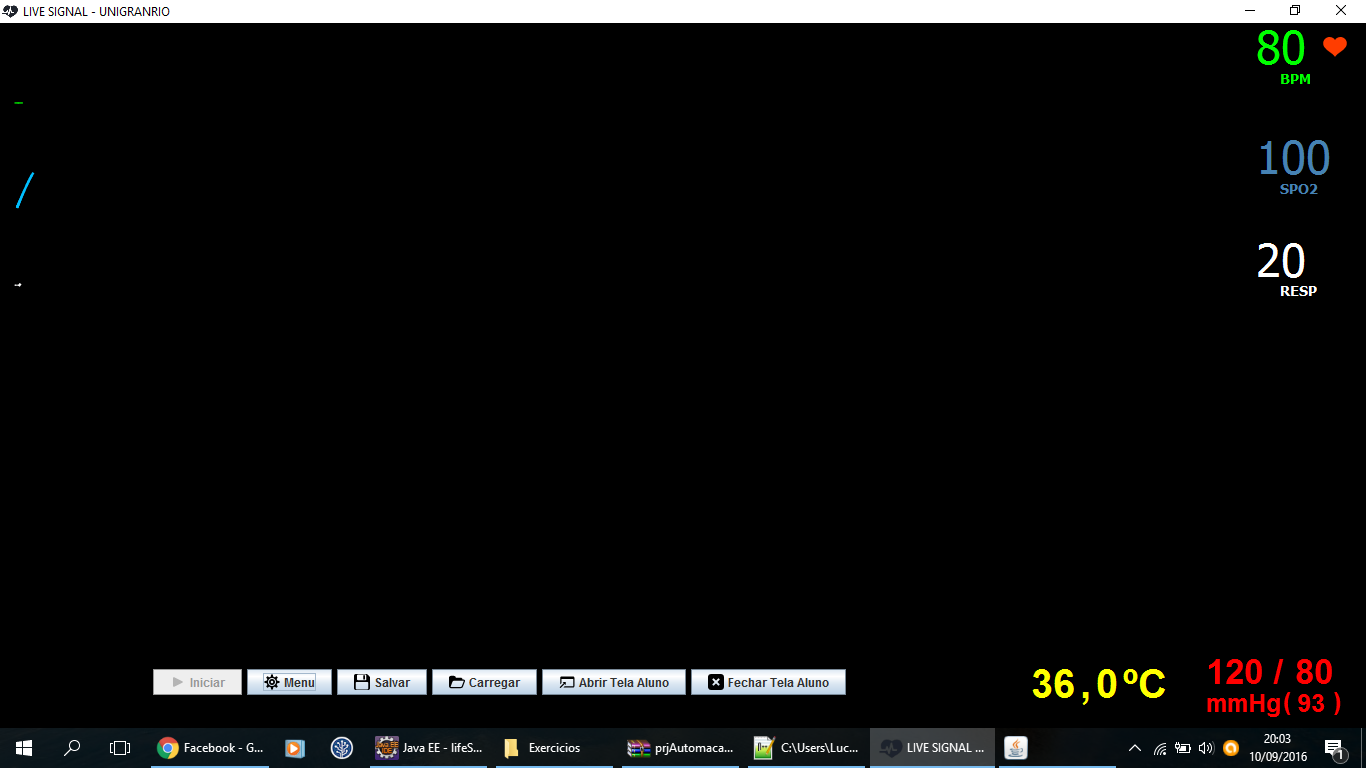 LIVE SIGNAL - UNIGRANRIO
80
BPM
100
SPO2
20
RESP
Iniciar
Menu
Salvar
Carregar
Abrir Tela Aluno
Fechar Tela Aluno
36,0ºC
120 / 80
mmHg( 93 )
Facebook - G...
Java EE - lifeS...
Exercicios
prjAutomaca...
C:\Users\Luc...
LIVE SIGNAL ...
20:03
10/09/2016
1